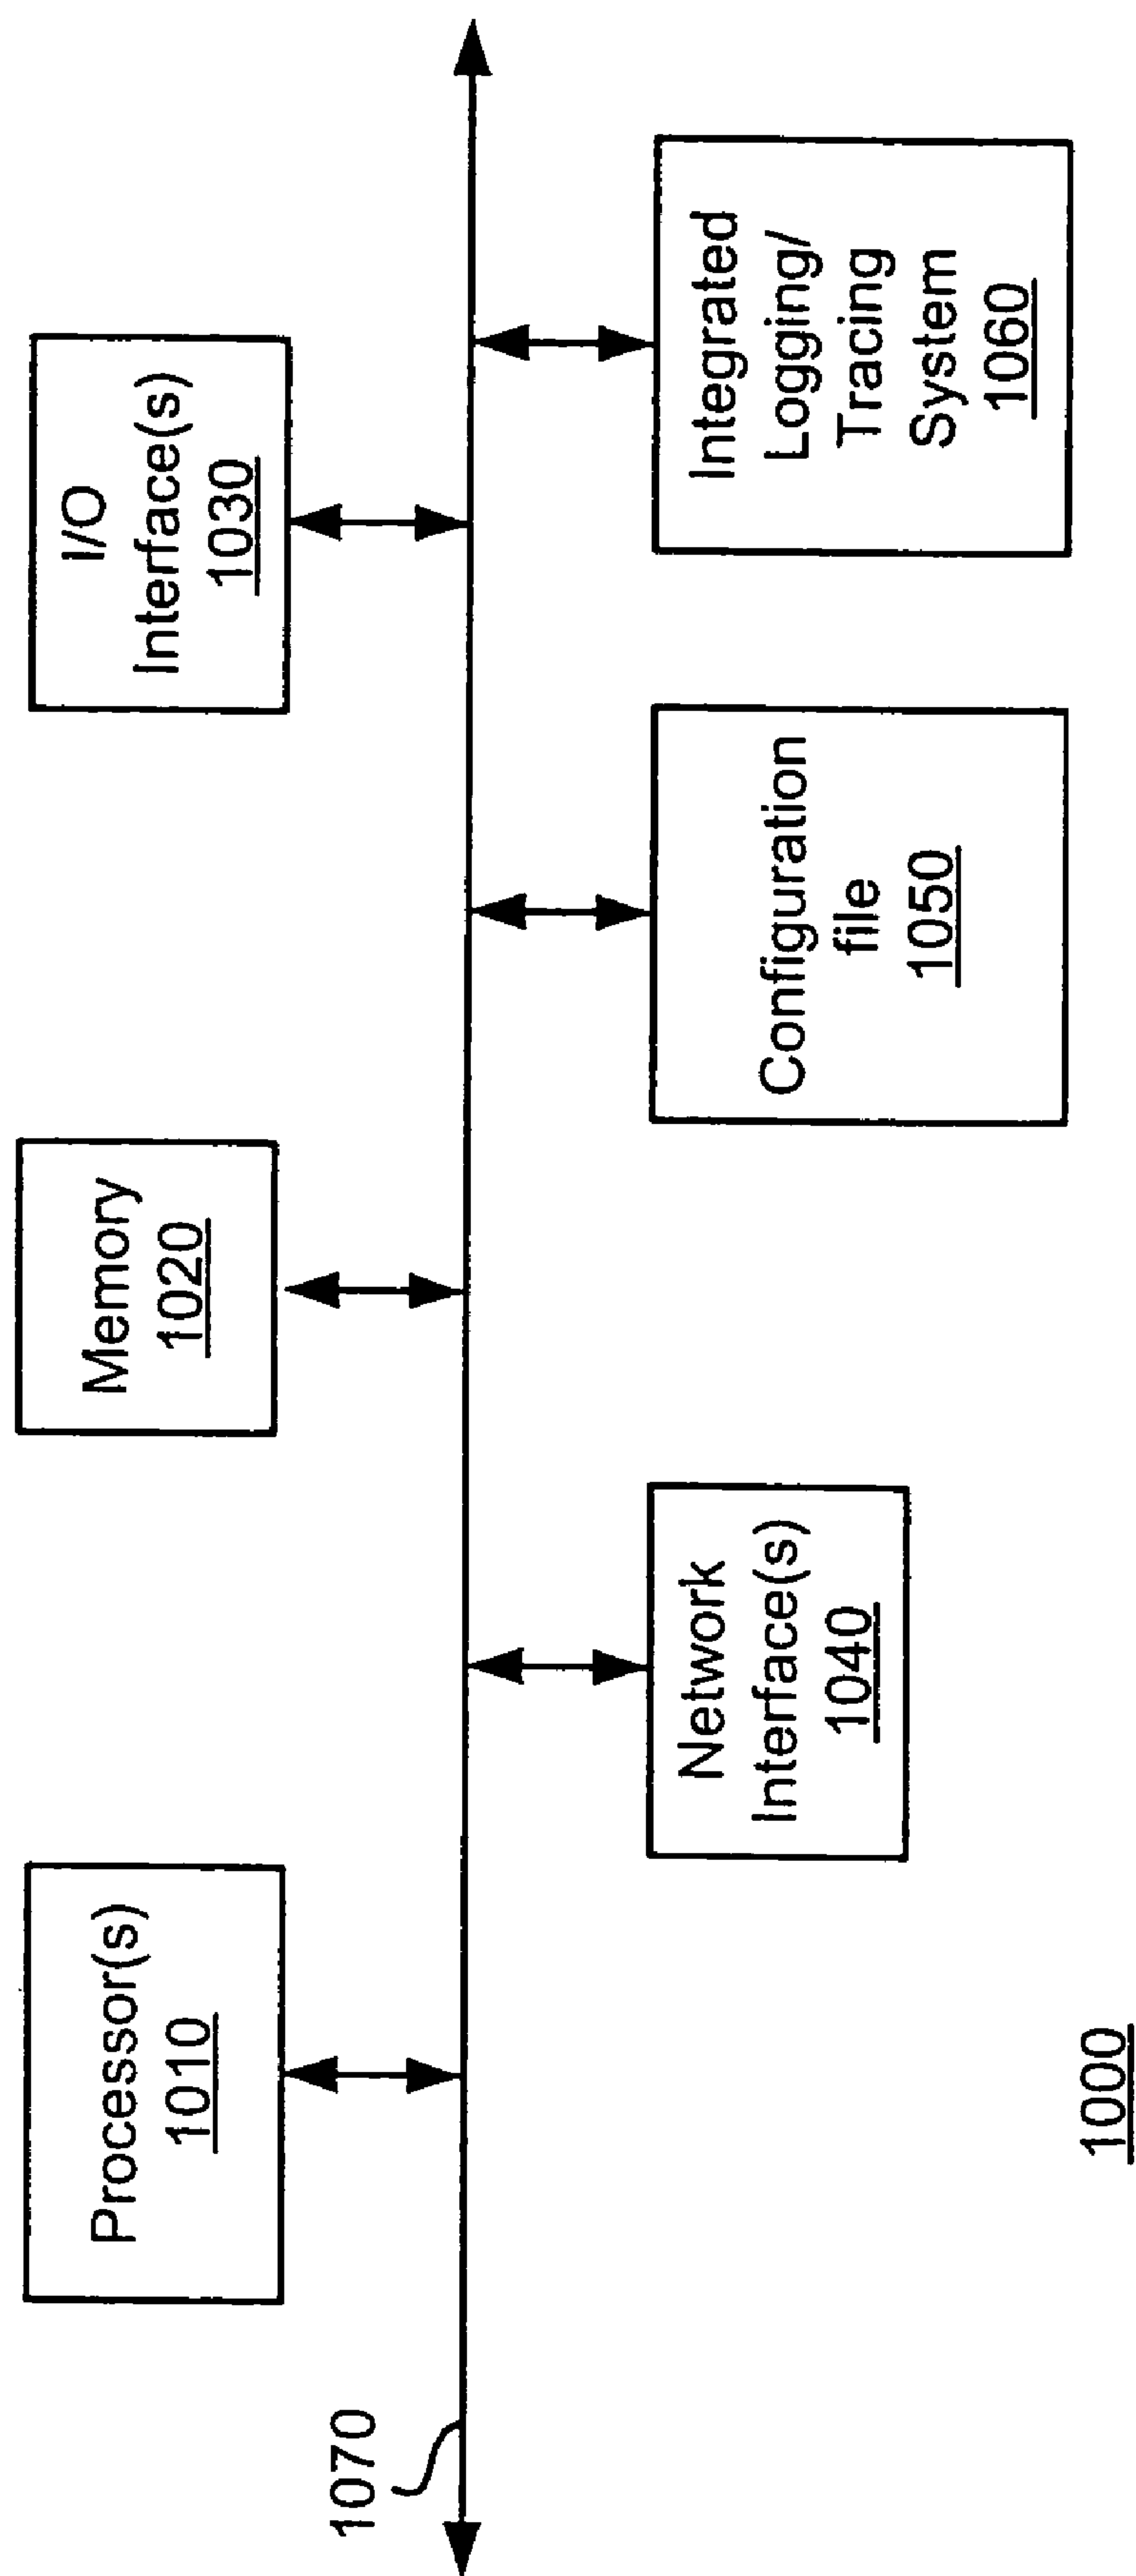 Processor(s)
1010
Memory
1020
I/O
Interface(s)
1030
1070
Network
Interface(s)
1040
Configuration
file
1050
Integrated
Logging/
Tracing
System
1060
1000